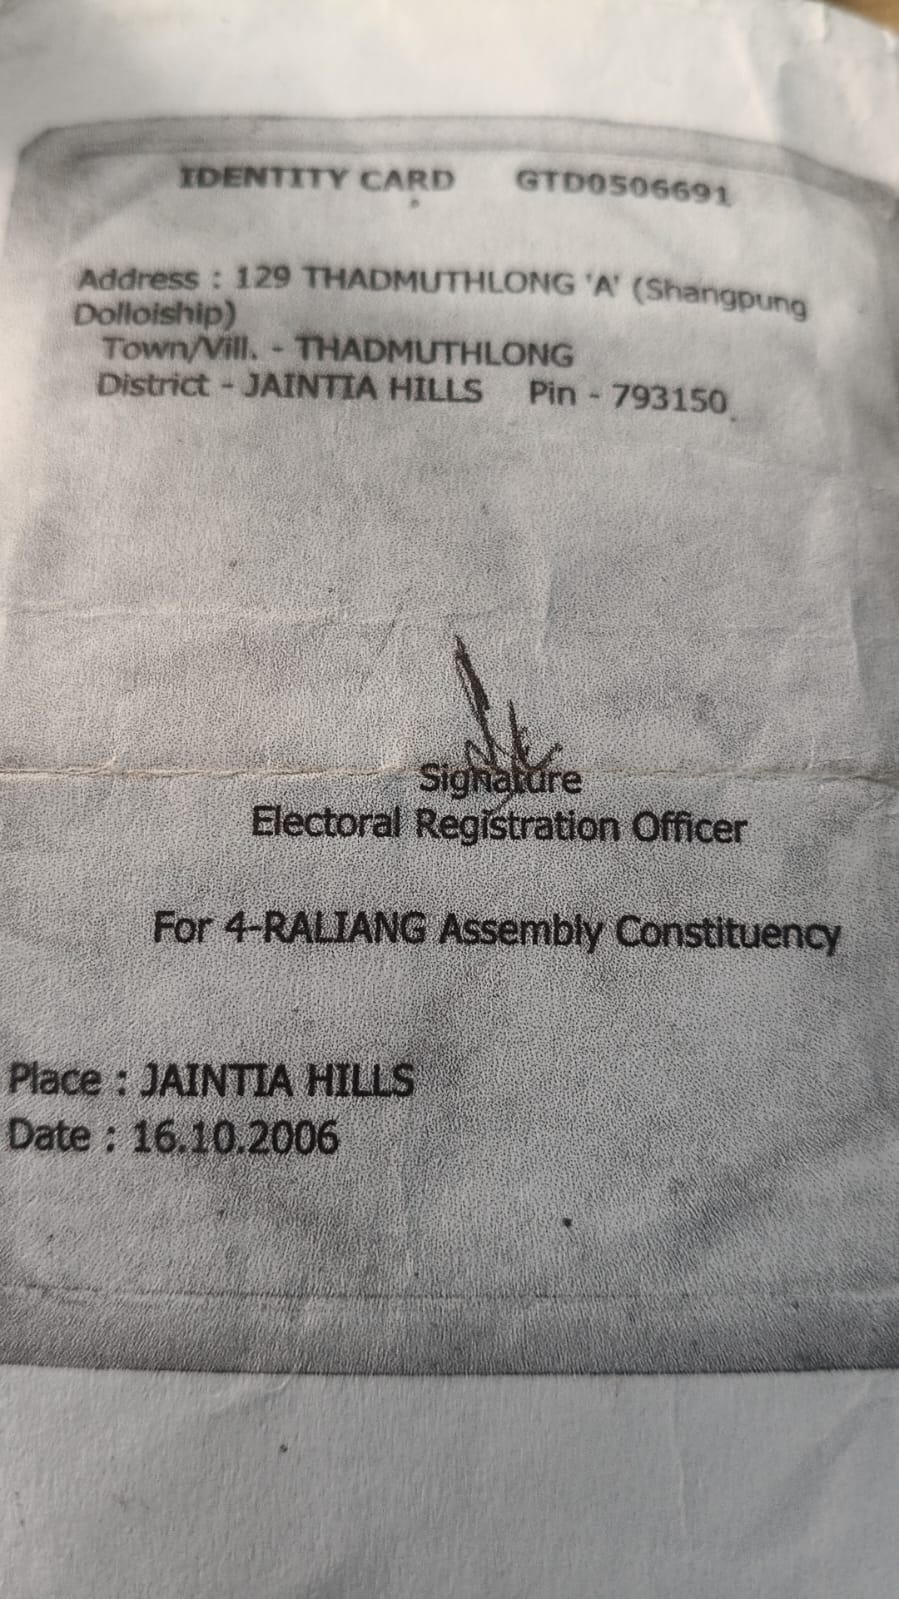 IDENTITY CARD GTD0506691
Address : 129 THADMUTHLONG 'A' (Shangpung
Dolloiship)
Town/Vill. - THADMUTHLONG
District - JAINTIA HILLS Pin - 793150
Signature
Electoral Registration Officer
For 4-RALIANG Assembly Constituency
Place : JAINTIA HILLS
Date : 16.10.2006